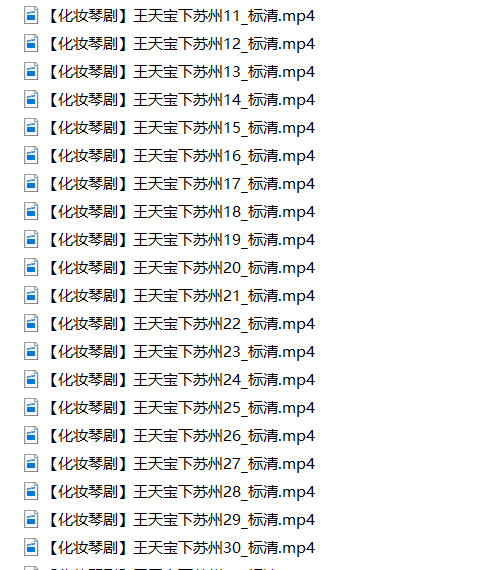 【化妆琴剧】王天宝下苏州11_标清.mp4
【化妆琴剧】王天宝下苏州12_标清.mp4
【化妆琴剧】王天宝下苏州13_标清.mp4
【化妆琴剧】王天宝下苏州14_标清.mp4
【化妆琴剧】王天宝下苏州15_标清.mp4
【化妆琴剧】王天宝下苏州16_标清.mp4
【化妆琴剧】王天宝下苏州17_标清.mp4
【化妆琴剧】王天宝下苏州18_标清.mp4
【化妆琴剧】王天宝下苏州19_标清.mp4
【化妆琴剧】王天宝下苏州20_标清.mp4
【化妆琴剧】王天宝下苏州21_标清.mp4
【化妆琴剧】王天宝下苏州22_标清.mp4
【化妆琴剧】王天宝下苏州23_标清.mp4
【化妆琴剧】王天宝下苏州24_标清.mp4
【化妆琴剧】王天宝下苏州25_标清.mp4
【化妆琴剧】王天宝下苏州26_标清.mp4
【化妆琴剧】王天宝下苏州27_标清.mp4
【化妆琴剧】王天宝下苏州28_标清.mp4
【化妆琴剧】王天宝下苏州29_标清.mp4
【化妆琴剧】王天宝下苏州30_标清.mp4